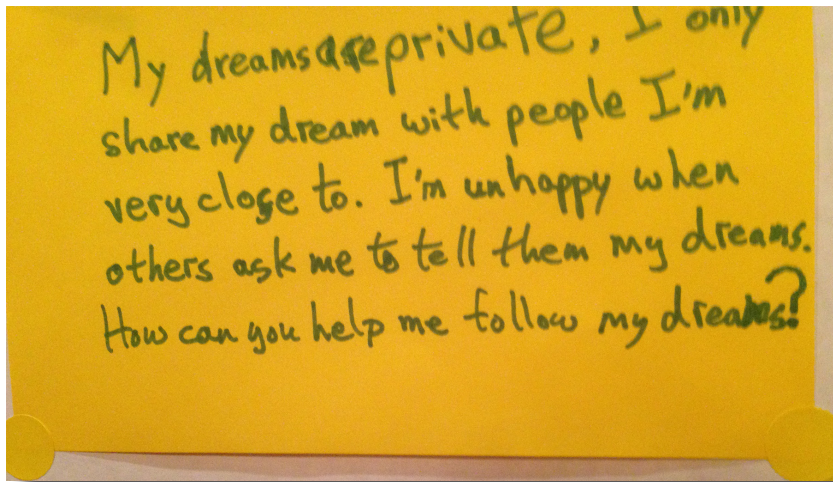 My dreams are private, I only
share my dream with people I'm
very close to. I'm unhappy when
others ask me to tell them my dreams.
How can you help me follow my dreams?